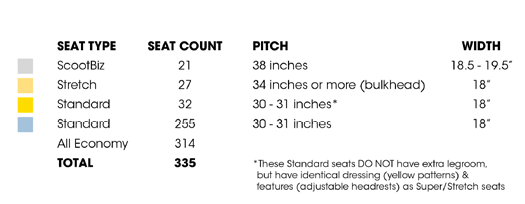 SEAT TYPE SEAT COUNT PITCH WIDTH
ScootBiz 21 38 inches 18.5 - 19.5"
Stretch 27 34 inches or more (bulkhead) 18"
Standard 32 30 - 31 inches* 18"
Standard 255 30 - 31 inches 18"
All Economy 314
TOTAL 335
*These Standard seats DO NOT have extra legroom,
but have identical dressing (yellow patterns) &
features (adjustable headrests) as Super/Stretch seats